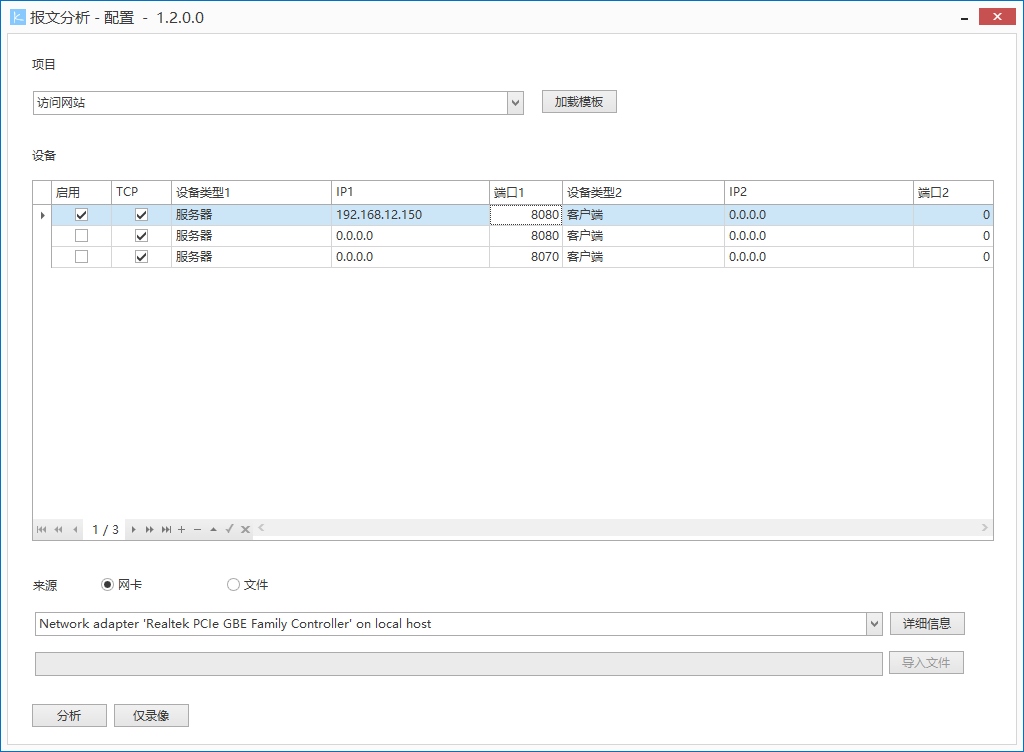 报文分析 - 配置 - 1.2.0.0
项目
访问网站 加载模板
设备
启用 TCP 设备类型1 IP1 端口1 设备类型2 IP2 端口2
服务器 192.168.12.150 8080 客户端 0.0.0.0 0
服务器 0.0.0.0 8080 客户端 0.0.0.0 0
服务器 0.0.0.0 8070 客户端 0.0.0.0 0
1 / 3
来源 网卡 文件
Network adapter 'Realtek PCIe GBE Family Controller' on local host 详细信息
导入文件
分析 仅录像